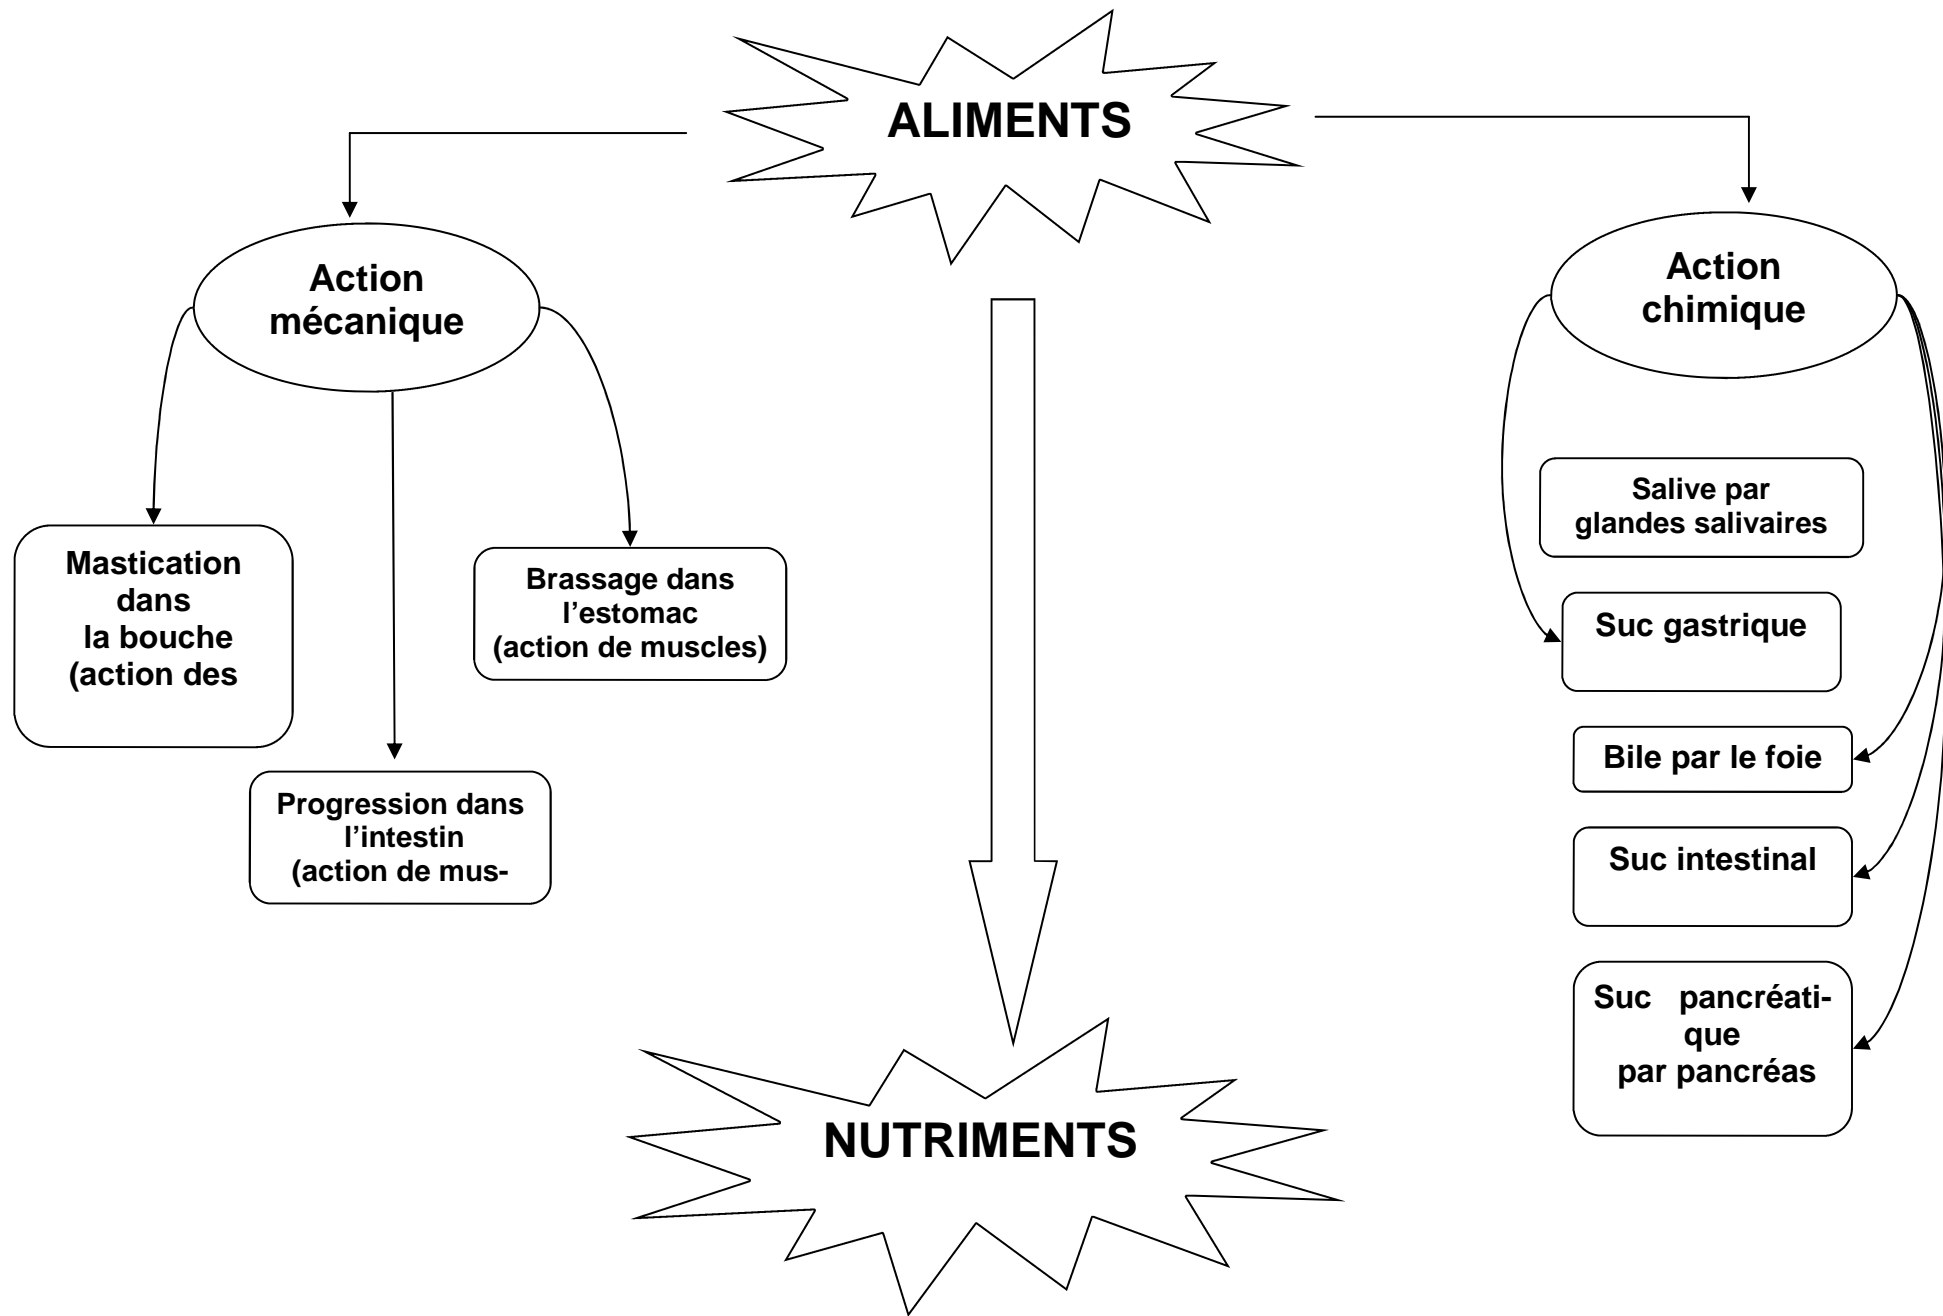 ALIMENTS
Action
mécanique
Action
chimique
Mastication
dans
la bouche
(action des
Brassage dans
l’estomac
(action de muscles)
Progression dans
l’intestin
(action de mus-
Salive par
glandes salivaires
Suc gastrique
Bile par le foie
Suc intestinal
Suc pancréati-
que
par pancréas
NUTRIMENTS